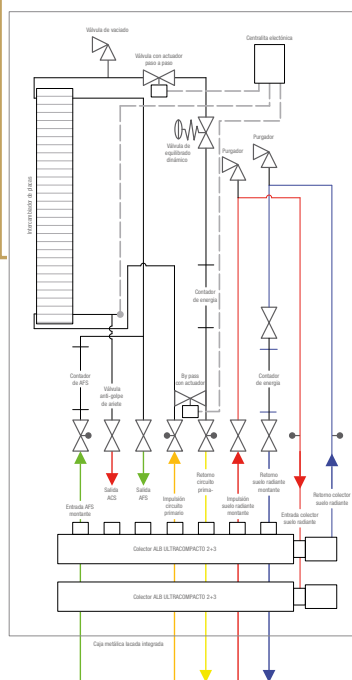 Válvula de vaciado
Válvula con actuador
paso a paso
Centralita electrónica
Intercambiador de placas
Válvula de
equilibrado
dinámico
Purgador
Purgador
Contador
de energía
Contador
de AFS
Válvula
anti-golpe
de ariete
By pass
con actuador
Contador
de energía
Entrada AFS
montante
Salida
ACS
Salida
AFS
Impulsión
circuito
primario
Retorno
circuito
prima-
Impulsión
suelo radiante
montante
Retorno
suelo radiante
montante
Entrada colector
suelo radiante
Retorno colector
suelo radiante
Colector ALB ULTRACOMPACTO 2+3
Colector ALB ULTRACOMPACTO 2+3
Caja metálica lacada integrada